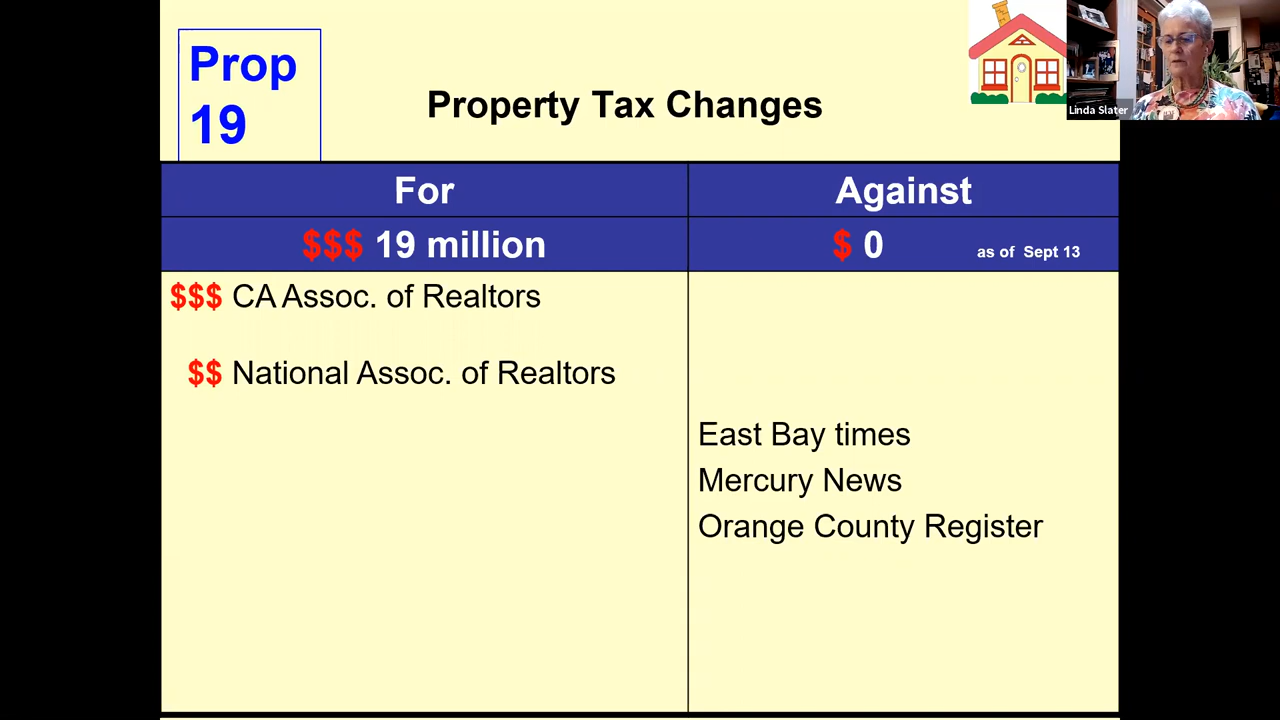 Prop
19
Property Tax Changes
Linda Slater
For
Against
$$$ 19 million
$ 0 as of Sept 13
$$$ CA Assoc. of Realtors
$$ National Assoc. of Realtors
East Bay times
Mercury News
Orange County Register